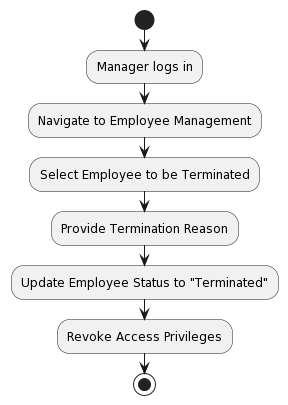 Manager logs in
Navigate to Employee Management
Select Employee to be Terminated
Provide Termination Reason
Update Employee Status to "Terminated"
Revoke Access Privileges